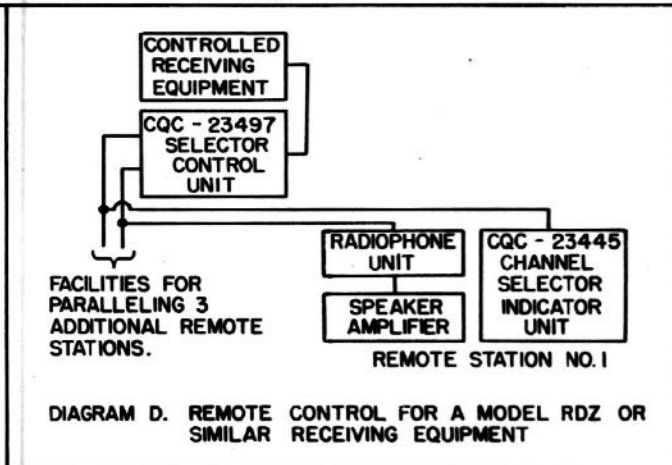 CONTROLLED
RECEIVING
EQUIPMENT
CQC - 23497
SELECTOR
CONTROL
UNIT
FACILITIES FOR
PARALLELING 3
ADDITIONAL REMOTE
STATIONS.
RADIOPHONE
UNIT
SPEAKER
AMPLIFIER
CQC - 23445
CHANNEL
SELECTOR
INDICATOR
UNIT
REMOTE STATION NO. I
DIAGRAM D. REMOTE CONTROL FOR A MODEL RDZ OR
SIMILAR RECEIVING EQUIPMENT